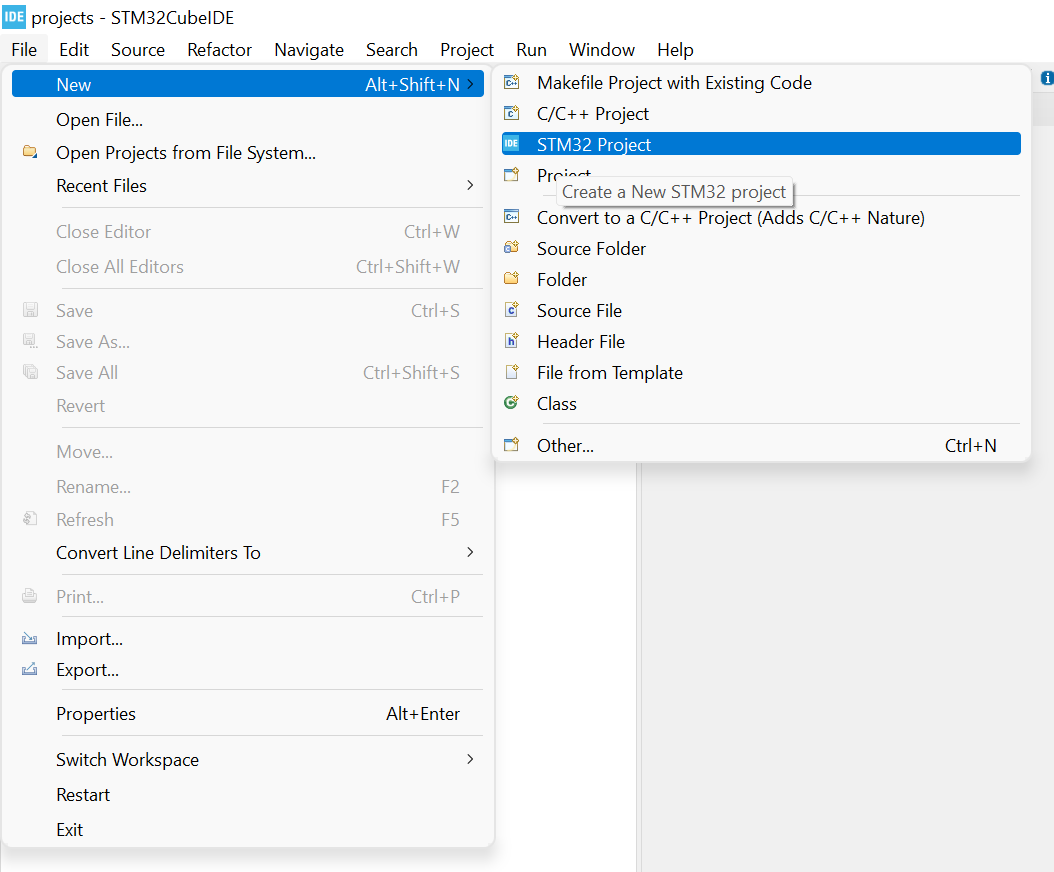 IDE projects - STM32CubeIDE
File Edit Source Refactor Navigate Search Project Run Window Help
New Alt+Shift+N
Open File...
Open Projects from File System...
Recent Files
Close Editor Ctrl+W
Close All Editors Ctrl+Shift+W
Save Ctrl+S
Save As...
Save All Ctrl+Shift+S
Revert
Move...
Rename... F2
Refresh F5
Convert Line Delimiters To
Print... Ctrl+P
Import...
Export...
Properties Alt+Enter
Switch Workspace
Restart
Exit
Makefile Project with Existing Code
C/C++ Project
IDE STM32 Project
Project
Create a New STM32 project
Convert to a C/C++ Project (Adds C/C++ Nature)
Source Folder
Folder
Source File
Header File
File from Template
Class
Other... Ctrl+N